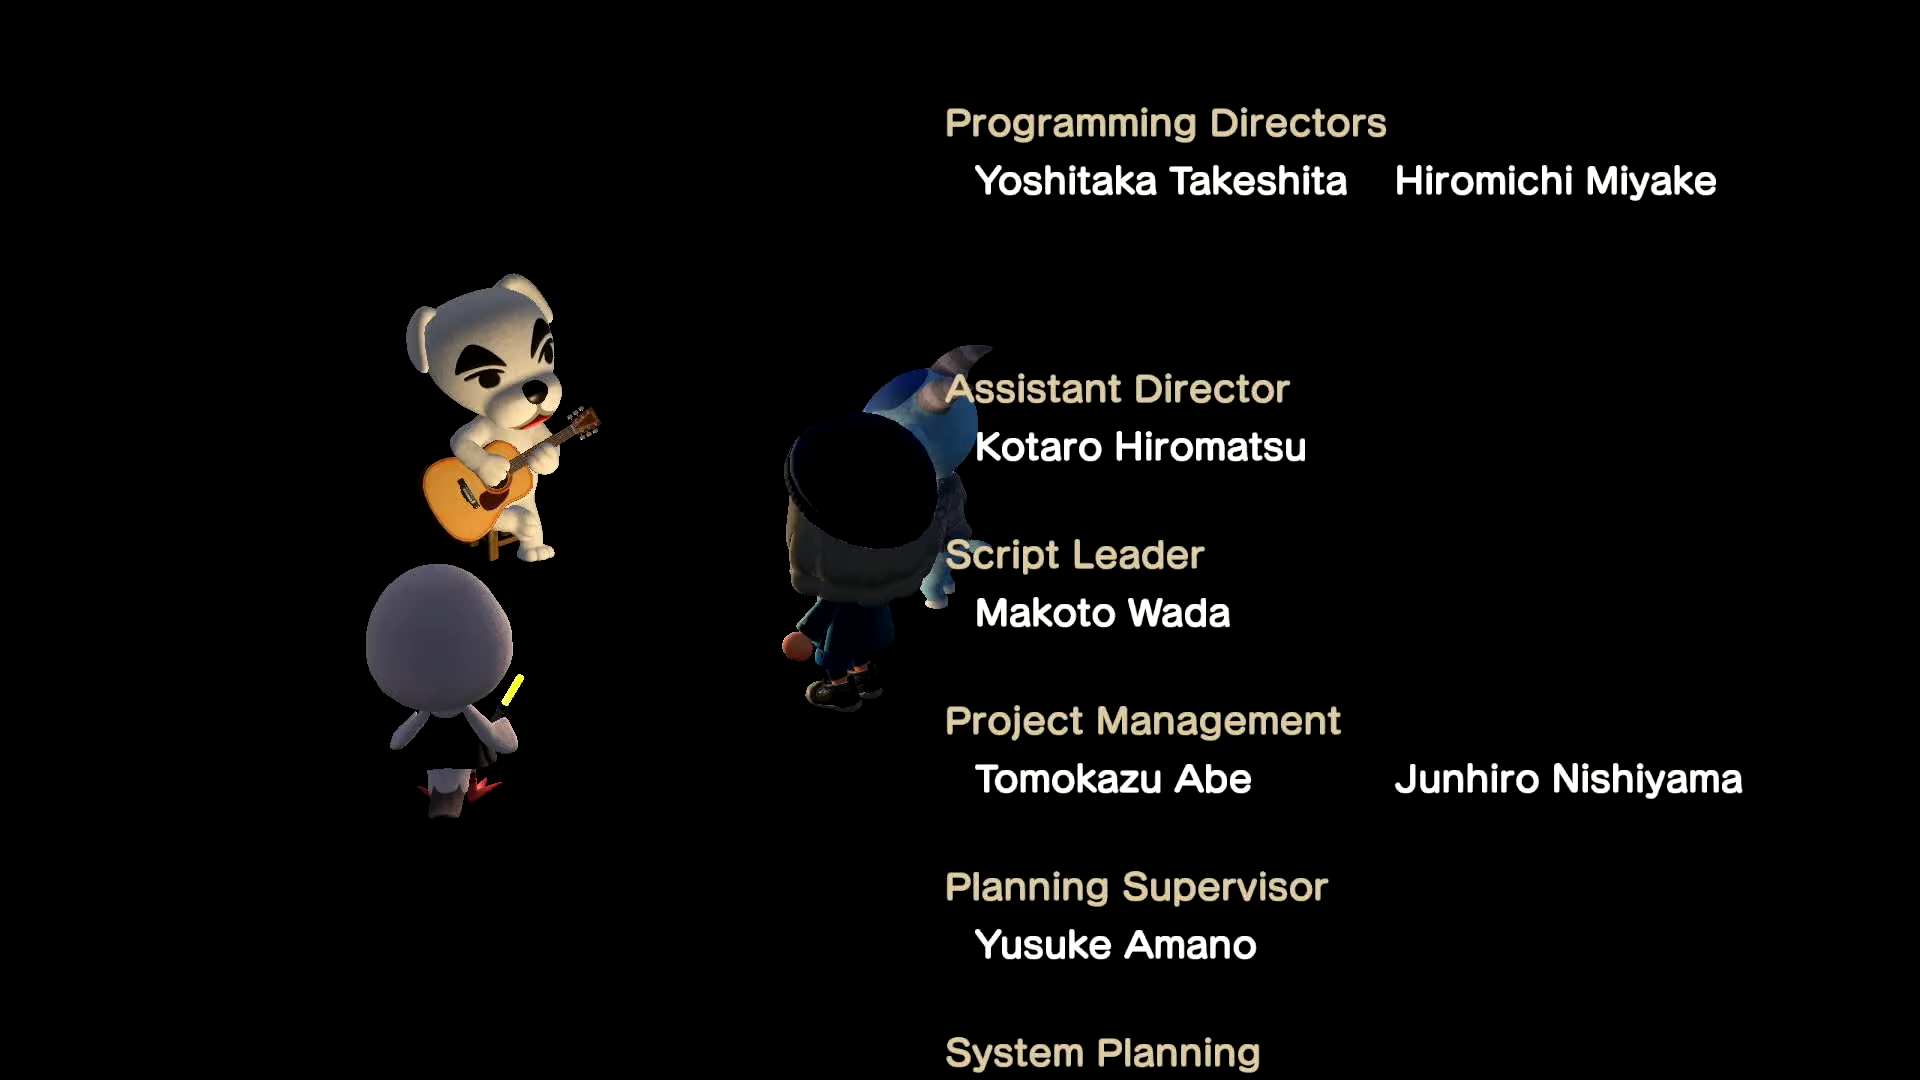 Programming Directors
Yoshitaka Takeshita Hiromichi Miyake
Assistant Director
Kotaro Hiromatsu
Script Leader
Makoto Wada
Project Management
Tomokazu Abe Junhiro Nishiyama
Planning Supervisor
Yusuke Amano
System Planning